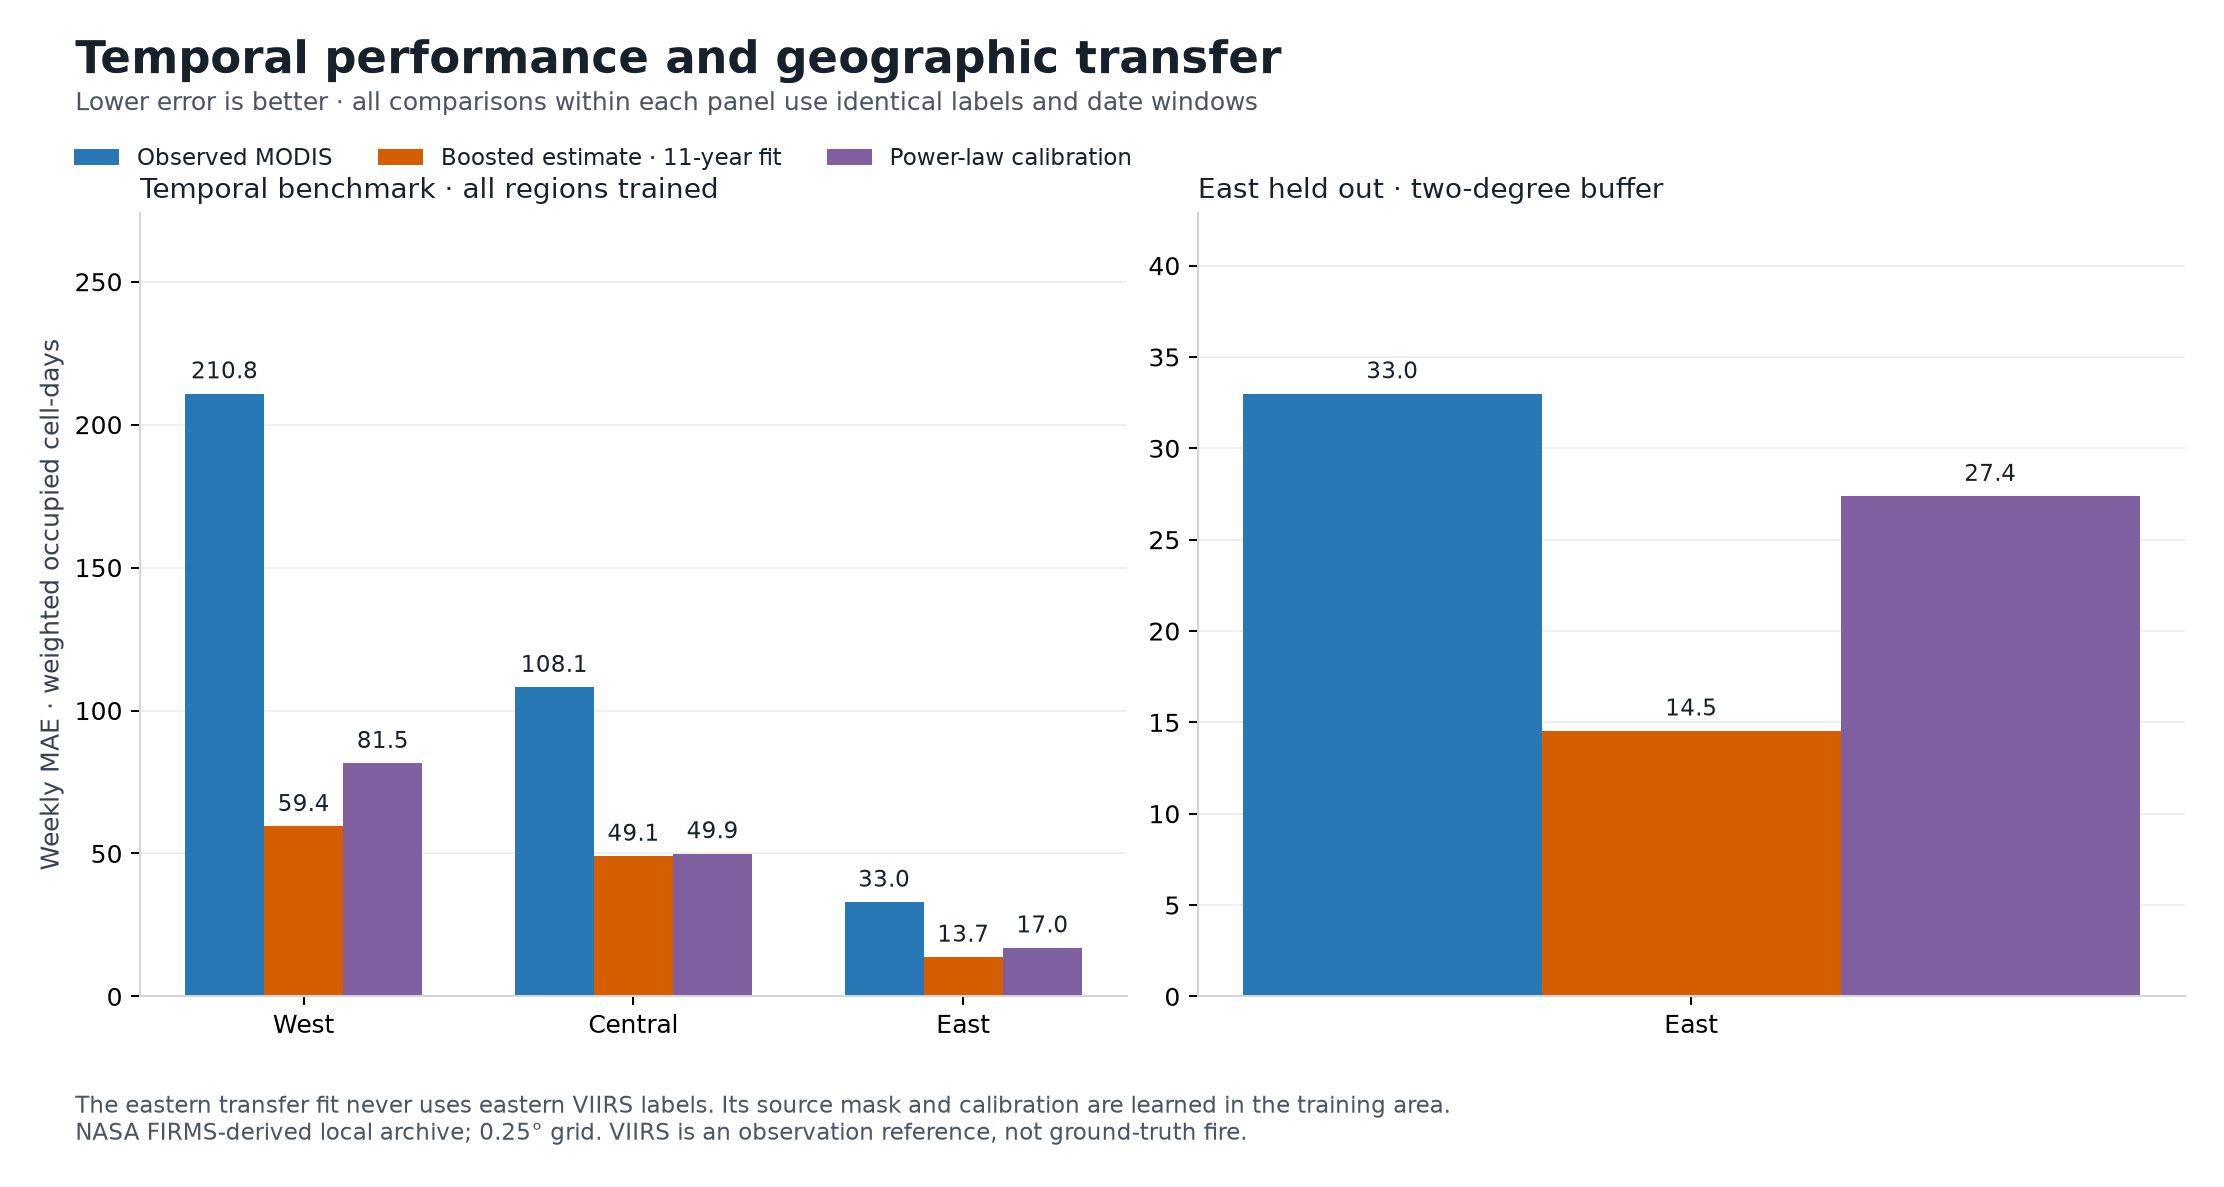 Temporal performance and geographic transfer
Lower error is better · all comparisons within each panel use identical labels and date windows
Observed MODIS
Boosted estimate · 11-year fit
Power-law calibration
Temporal benchmark · all regions trained
Weekly MAE · weighted occupied cell-days
250
200
150
100
50
0
210.8
59.4
81.5
108.1
49.1
49.9
33.0
13.7
17.0
West
Central
East
East held out · two-degree buffer
40
35
30
25
20
15
10
5
0
33.0
14.5
27.4
East
The eastern transfer fit never uses eastern VIIRS labels. Its source mask and calibration are learned in the training area.
NASA FIRMS-derived local archive; 0.25° grid. VIIRS is an observation reference, not ground-truth fire.